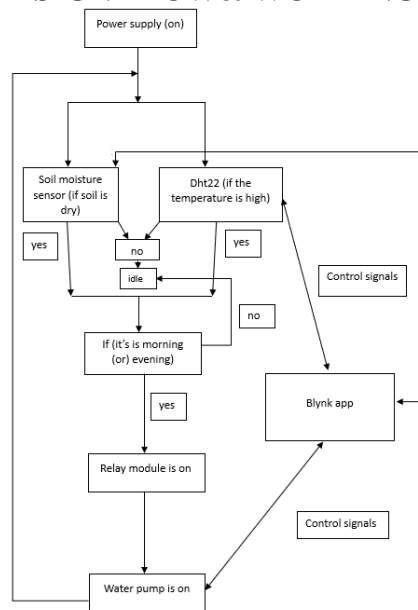 Power supply (on)
Soil moisture
sensor (if soil is
dry)
Dht22 (if the
temperature is high)
yes
no
yes
idle
Control signals
no
If (it's is morning
(or) evening)
yes
Blynk app
Relay module is on
Control signals
Water pump is on